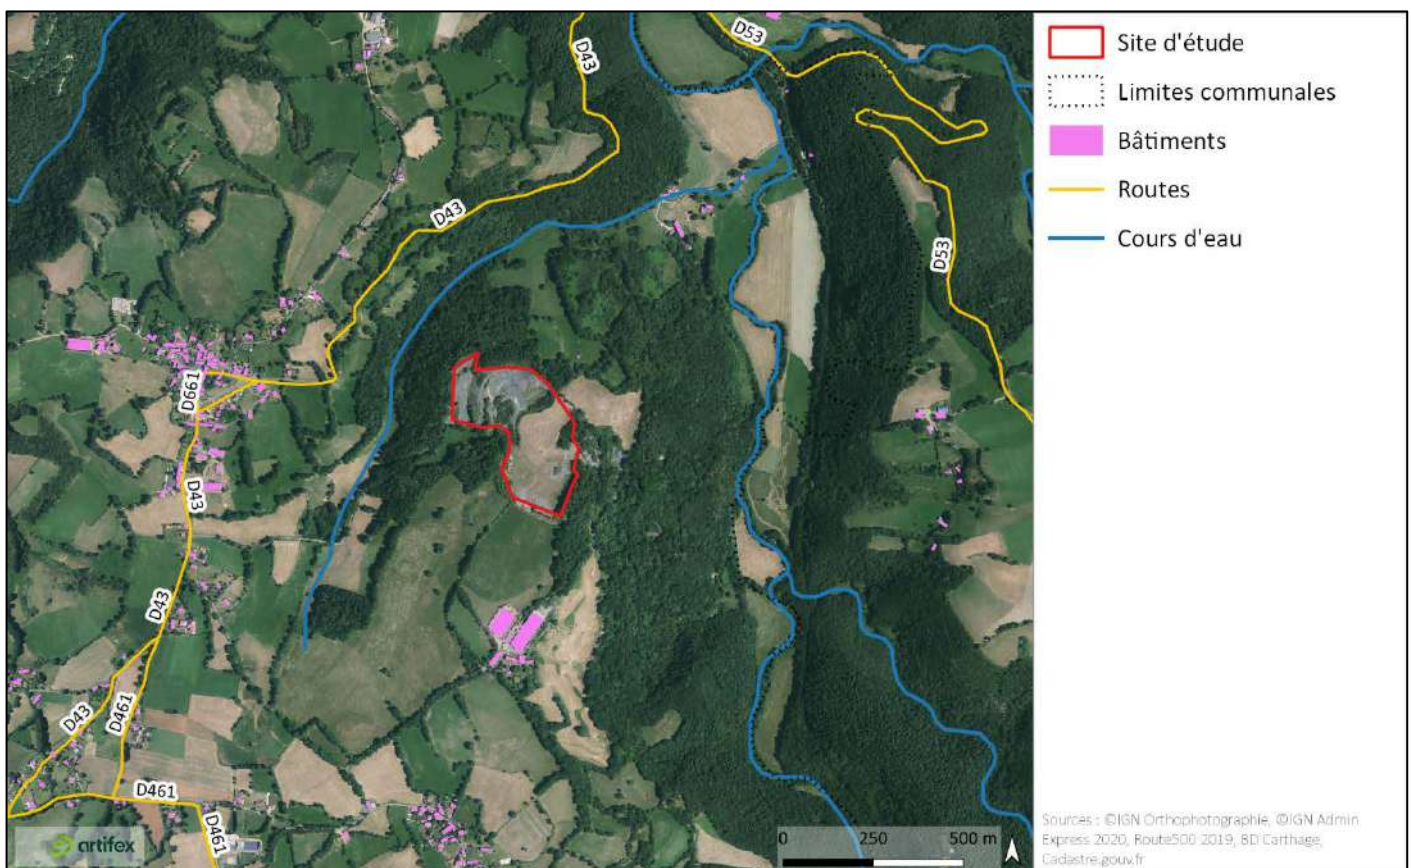 D53
D43
D43
D53
D661
D43
D43
D43
D461
D461
D461
artifex
0 250 500 m
Site d'étude
Limites communales
Bâtiments
Routes
Cours d'eau
Sources : ©IGN Orthophotographie, ©IGN Admin
Express 2020, Route500 2019, BD Carthage,
Cadastre.gouv.fr